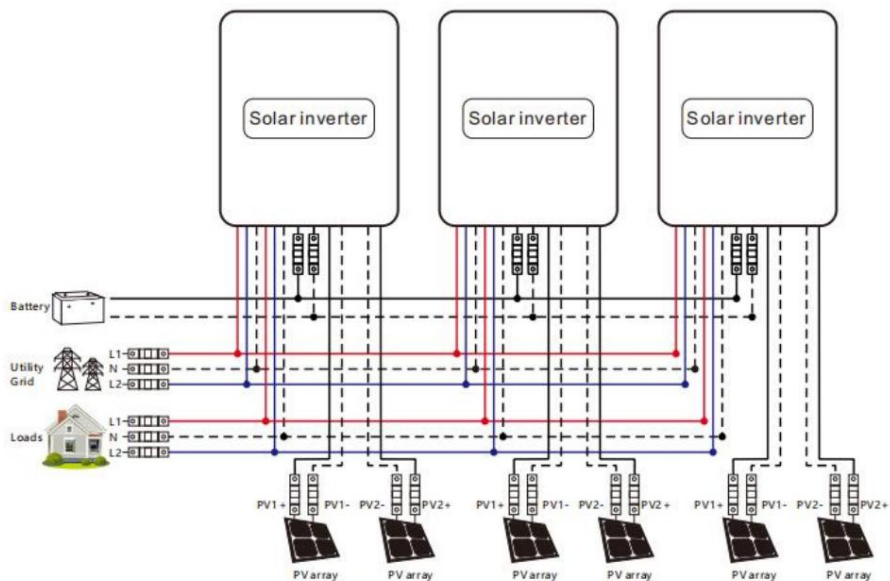 Solar inverter
Solar inverter
Solar inverter
Battery
Utility
Grid
L1
N
L2
Loads
L1
N
L2
PV1+
PV1-
PV2-
PV2+
PV1+
PV1-
PV2-
PV2+
PV1+
PV1-
PV2-
PV2+
PV array
PV array
PV array
PV array
PV array
PV array